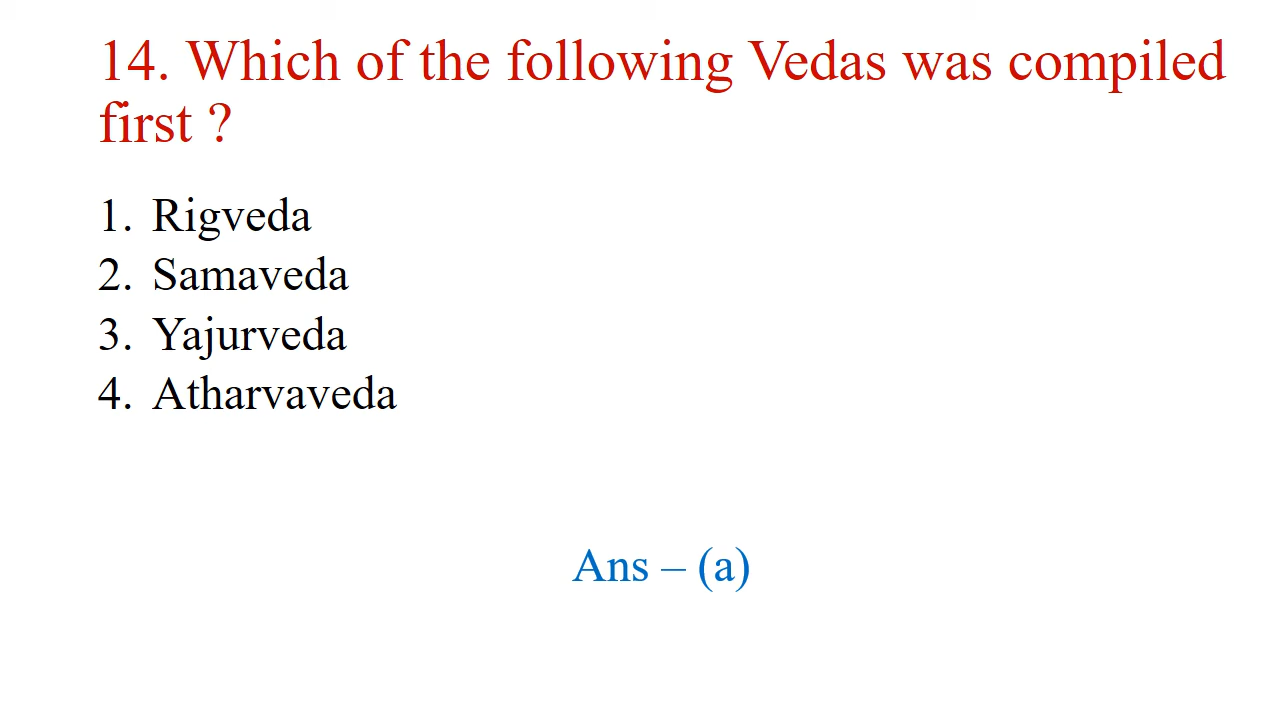 14. Which of the following Vedas was compiled
first ?
1. Rigveda
2. Samaveda
3. Yajurveda
4. Atharvaveda
Ans – (a)